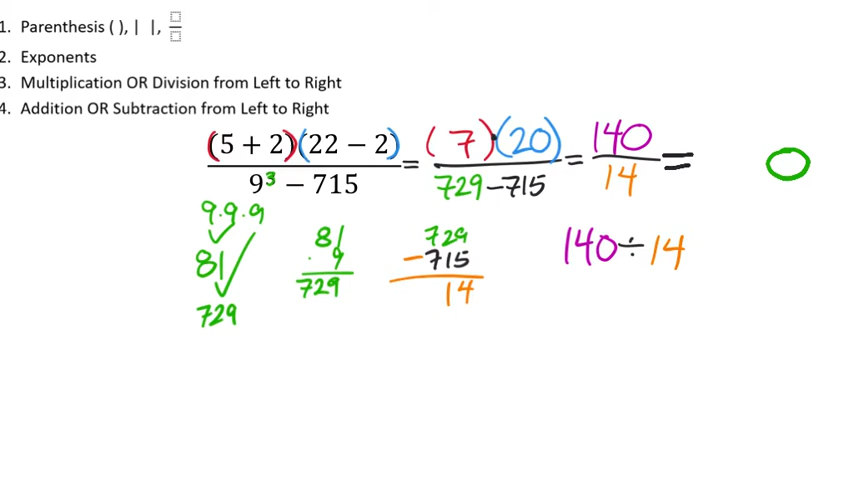 1. Parenthesis ( ), | |, □/□
2. Exponents
3. Multiplication OR Division from Left to Right
4. Addition OR Subtraction from Left to Right
(5 + 2)(22 − 2) / 9³ − 715 = (7)(20) / 729 − 715 = 140 / 14 = 0
9·9·9
81
729
81
· 9
729
729
− 715
14
140 ÷ 14